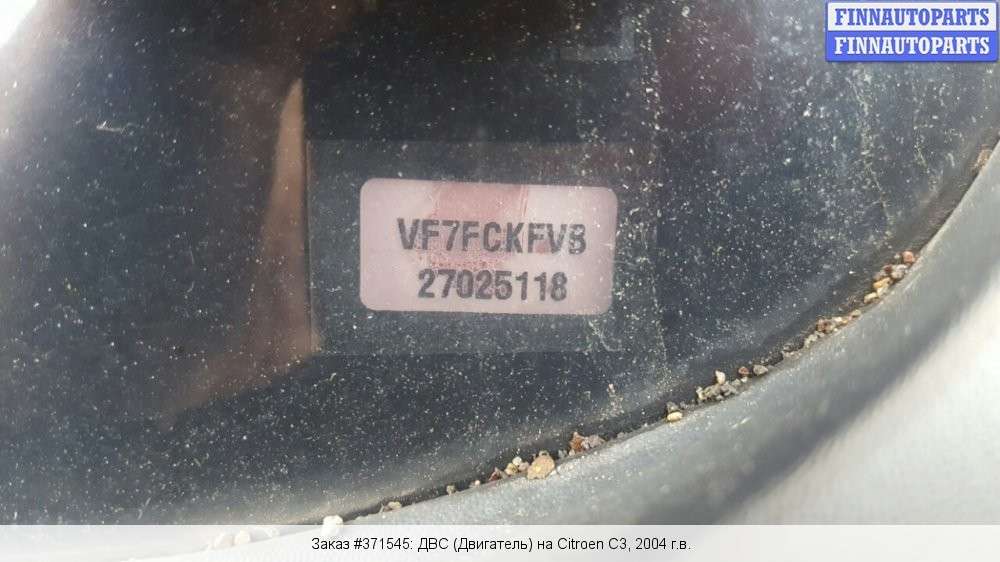 FINNAUTOPARTS
FINNAUTOPARTS
VF7FCKFVB
27025118
Заказ #371545: ДВС (Двигатель) на Citroen C3, 2004 г.в.